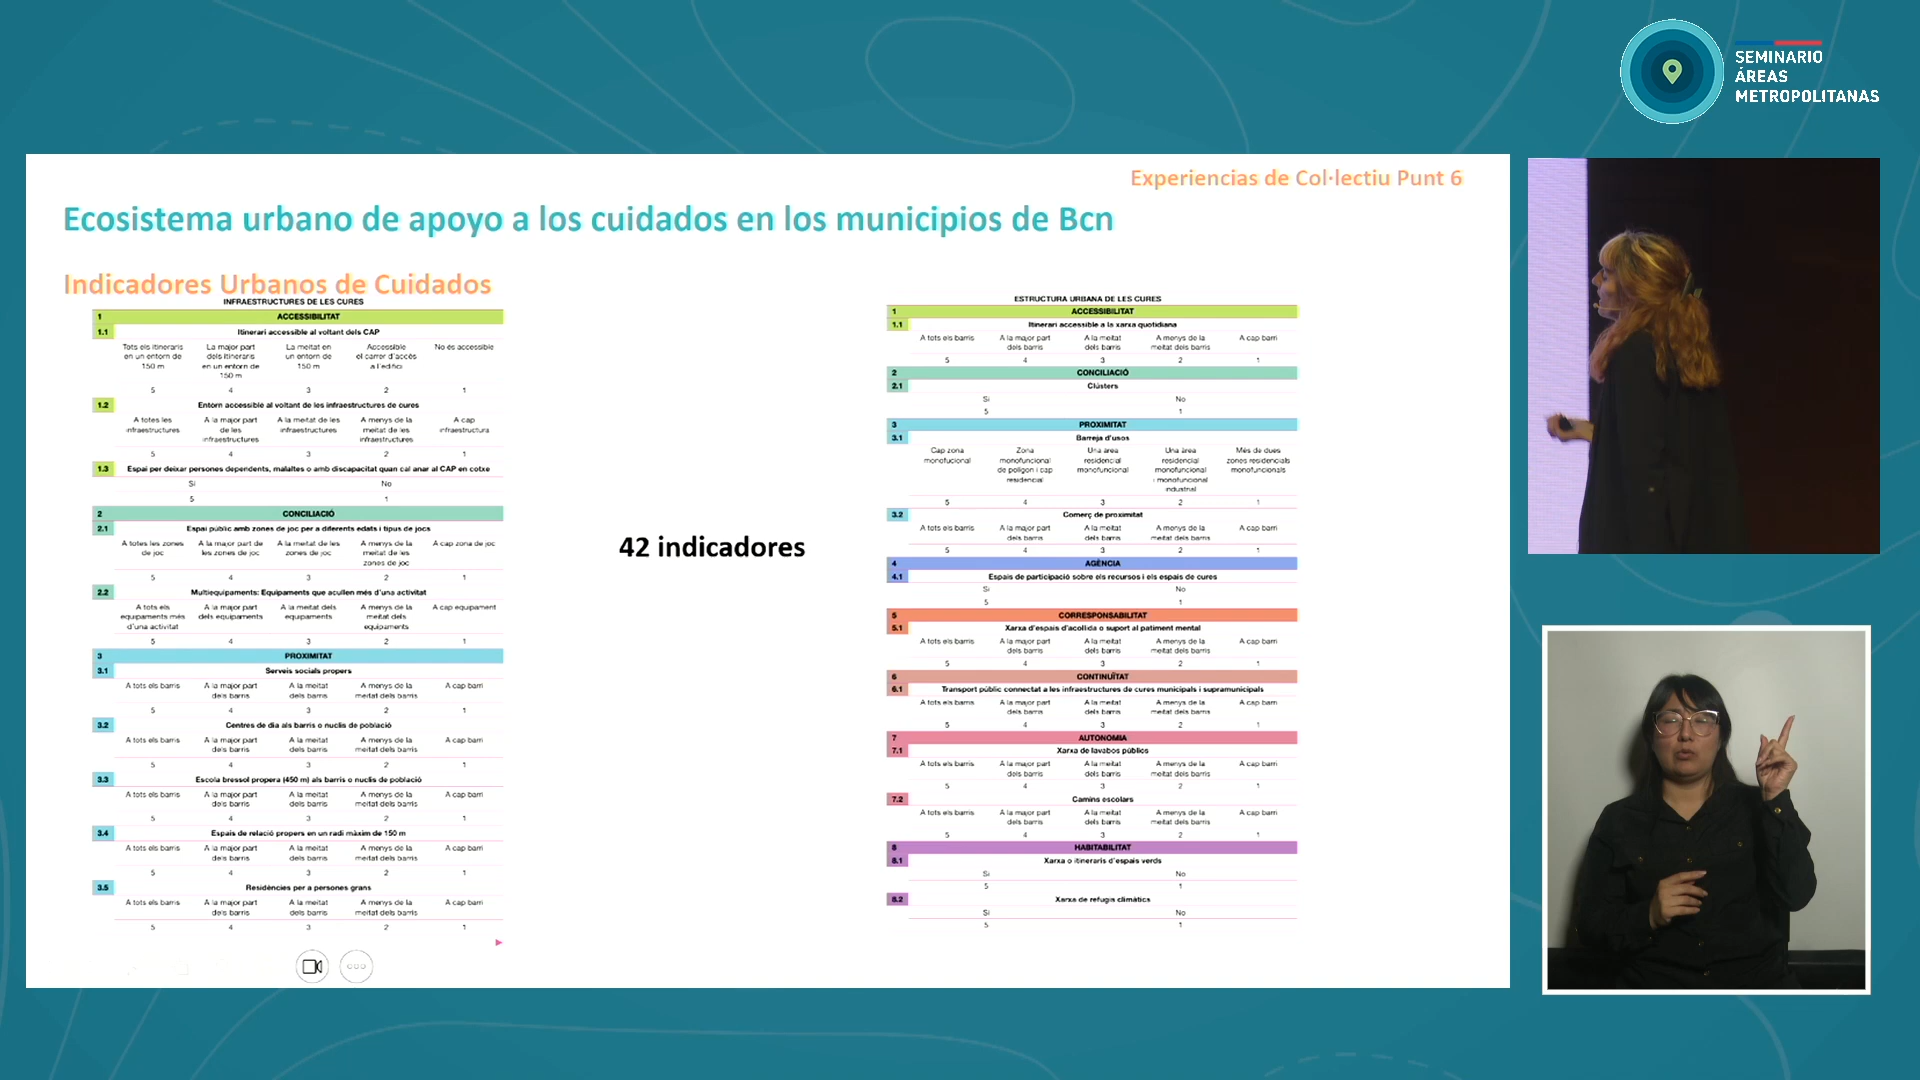 SEMINARIO
ÁREAS
METROPOLITANAS
Experiencias de Col·lectiu Punt 6
Ecosistema urbano de apoyo a los cuidados en los municipios de Bcn
Indicadores Urbanos de Cuidados
INFRAESTRUCTURES DE LES CURES
1 ACCESSIBILITAT
1.1 Itinerari accessible al voltant dels CAP
Tots els itineraris La major part La meitat en Accessible No és accessible
en un entorn de dels itineraris un entorn de el carrer d'accés
150 m en un entorn de 150 m a l'edifici
150 m
5 4 3 2 1
1.2 Entorn accessible al voltant de les infraestructures de cures
A totes les A la major part A la meitat de les A menys de la A cap
infraestructures de les infraestructures meitat de les infraestructura
infraestructures infraestructures
5 4 3 2 1
1.3 Espai per deixar persones dependents, malaltes o amb discapacitat quan cal anar al CAP en cotxe
Sí No
5 1
2 CONCILIACIÓ
2.1 Espai públic amb zones de joc per a diferents edats i tipus de jocs
A totes les zones A la major part de A la meitat de les A menys de la A cap zona de joc
de joc les zones de joc zones de joc meitat de les
zones de joc
5 4 3 2 1
2.2 Multiequipaments: Equipaments que acullen més d'una activitat
A tots els A la major part A la meitat dels A menys de la A cap equipament
equipaments més dels equipaments equipaments meitat dels
d'una activitat equipaments
5 4 3 2 1
3 PROXIMITAT
3.1 Serveis socials propers
A tots els barris A la major part A la meitat A menys de la A cap barri
dels barris dels barris meitat dels barris
5 4 3 2 1
3.2 Centres de dia als barris o nuclis de població
A tots els barris A la major part A la meitat A menys de la A cap barri
dels barris dels barris meitat dels barris
5 4 3 2 1
3.3 Escola bressol propera (450 m) als barris o nuclis de població
A tots els barris A la major part A la meitat A menys de la A cap barri
dels barris dels barris meitat dels barris
5 4 3 2 1
3.4 Espais de relació propers en un radi màxim de 150 m
A tots els barris A la major part A la meitat A menys de la A cap barri
dels barris dels barris meitat dels barris
5 4 3 2 1
3.5 Residències per a persones grans
A tots els barris A la major part A la meitat A menys de la A cap barri
dels barris dels barris meitat dels barris
5 4 3 2 1
42 indicadores
ESTRUCTURA URBANA DE LES CURES
1 ACCESSIBILITAT
1.1 Itinerari accessible a la xarxa quotidiana
A tots els barris A la major part A la meitat A menys de la A cap barri
dels barris dels barris meitat dels barris
5 4 3 2 1
2 CONCILIACIÓ
2.1 Clústers
Sí No
5 1
3 PROXIMITAT
3.1 Barreja d'usos
Cap zona Zona Una àrea Una àrea Més de dues
monofucional monofuncional residencial residencial zones residencials
de polígon i cap monofuncional monofuncional monofuncionals
residencial i monofuncional
industrial
5 4 3 2 1
3.2 Comerç de proximitat
A tots els barris A la major part A la meitat A menys de la A cap barri
dels barris dels barris meitat dels barris
5 4 3 2 1
4 AGÈNCIA
4.1 Espais de participació sobre els recursos i els espais de cures
Sí No
5 1
5 CORRESPONSABILITAT
5.1 Xarxa d'espais d'acollida o suport al patiment mental
A tots els barris A la major part A la meitat A menys de la A cap barri
dels barris dels barris meitat dels barris
5 4 3 2 1
6 CONTINUÏTAT
6.1 Transport públic connectat a les infraestructures de cures municipals i supramunicipals
A tots els barris A la major part A la meitat A menys de la A cap barri
dels barris dels barris meitat dels barris
5 4 3 2 1
7 AUTONOMIA
7.1 Xarxa de lavabos públics
A tots els barris A la major part A la meitat A menys de la A cap barri
dels barris dels barris meitat dels barris
5 4 3 2 1
7.2 Camins escolars
A tots els barris A la major part A la meitat A menys de la A cap barri
dels barris dels barris meitat dels barris
5 4 3 2 1
8 HABITABILITAT
8.1 Xarxa o itineraris d'espais verds
Sí No
5 1
8.2 Xarxa de refugis climàtics
Sí No
5 1